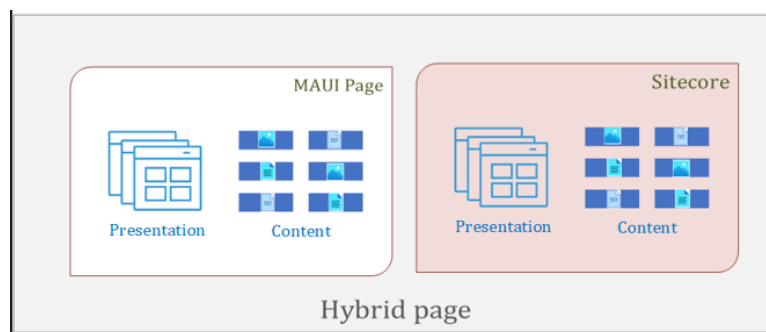 MAUI Page
Presentation
Content
Sitecore
Presentation
Content
Hybrid page